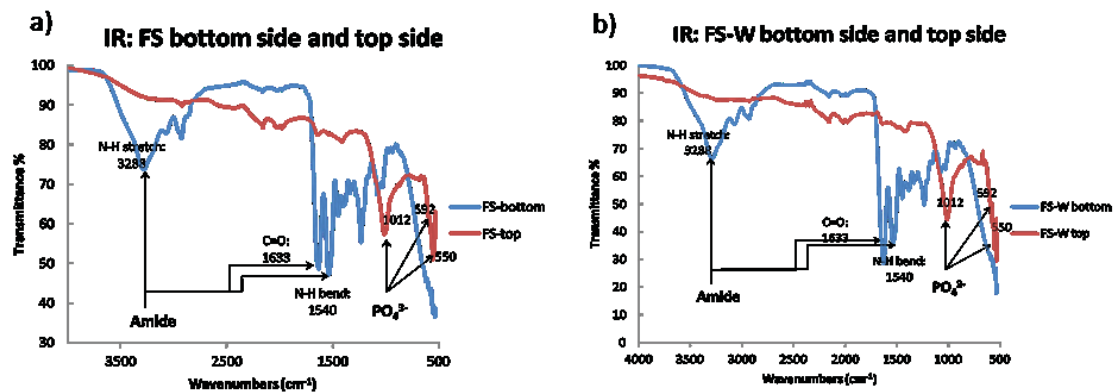 a)
IR: FS bottom side and top side
100
90
80
70
60
50
40
30
Transmittance %
N-H stretch:
3288
C=O:
1633
N-H bend:
1540
Amide
1012
592
550
PO₄³⁻
FS-bottom
FS-top
3500
2500
1500
500
Wavenumbers (cm⁻¹)
b)
IR: FS-W bottom side and top side
100
90
80
70
60
50
40
30
20
10
0
Transmittance %
N-H stretch:
3288
C=O:
1633
N-H bend:
1540
Amide
1012
592
550
PO₄³⁻
FS-W bottom
FS-W top
4000
3500
3000
2500
2000
1500
1000
500
Wavenumbers (cm⁻¹)